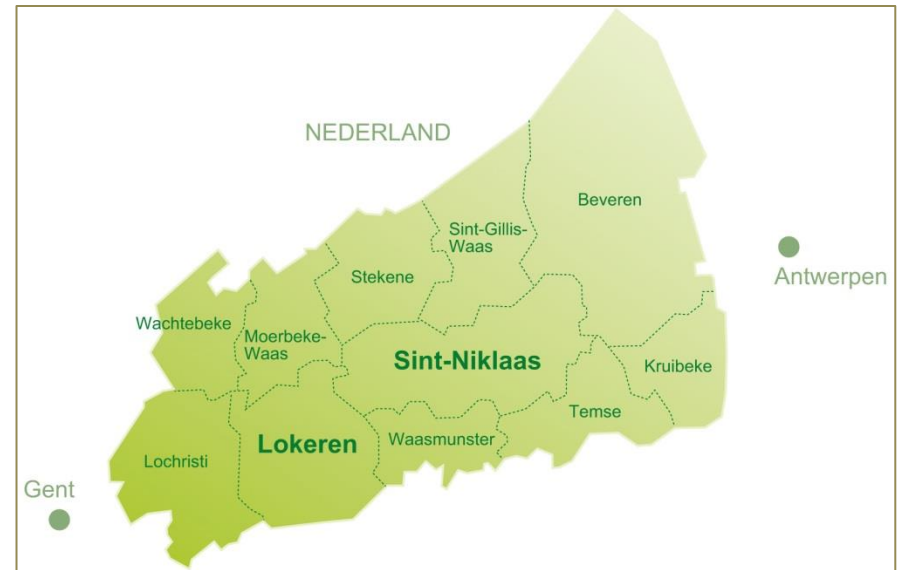 NEDERLAND
Beveren
Sint-Gillis-
Waas
Antwerpen
Stekene
Wachtebeke
Moerbeke-
Waas
Sint-Niklaas
Kruibeke
Temse
Lokeren
Waasmunster
Lochristi
Gent